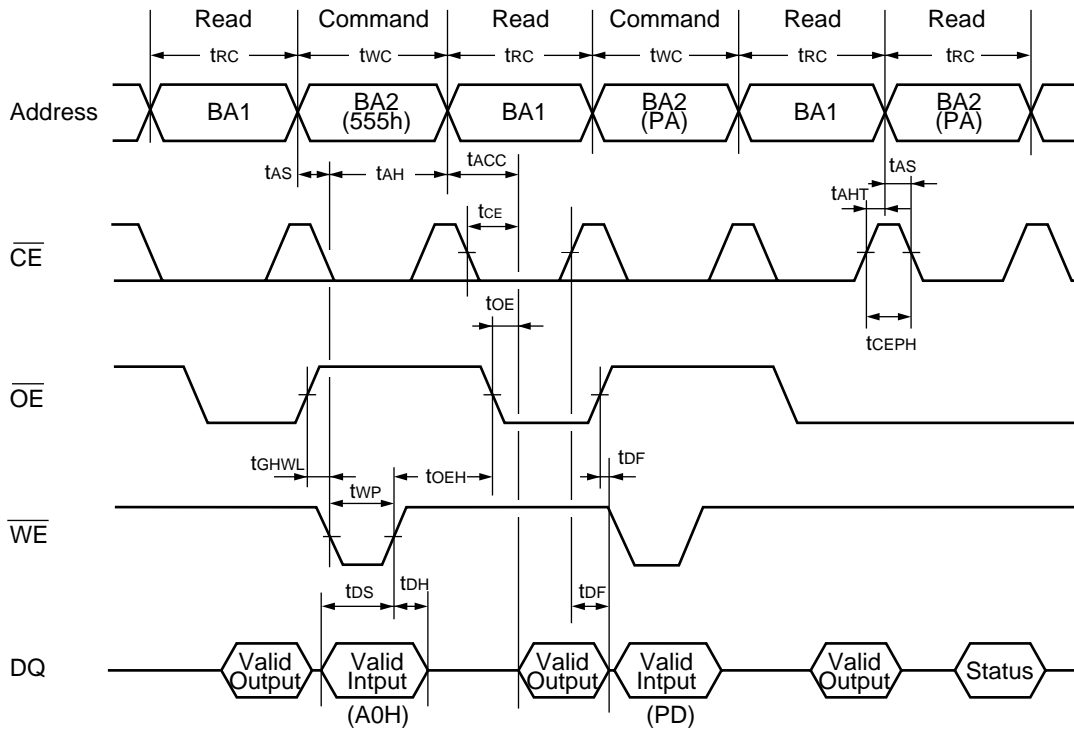 Read Command Read Command Read Read
tRC tWC tRC tWC tRC tRC
Address BA1 BA2 BA1 BA2 BA1 BA2
(555h) (PA) (PA)
tAS tAH tACC tAS
tAHT
tCE
CE
tOE
tCEPH
OE
tDF
tGHWL tOEH
tWP
WE
tDH
tDS tDF
DQ Valid Valid Valid Valid Valid Status
Output Intput Output Intput Output
(A0H) (PD)